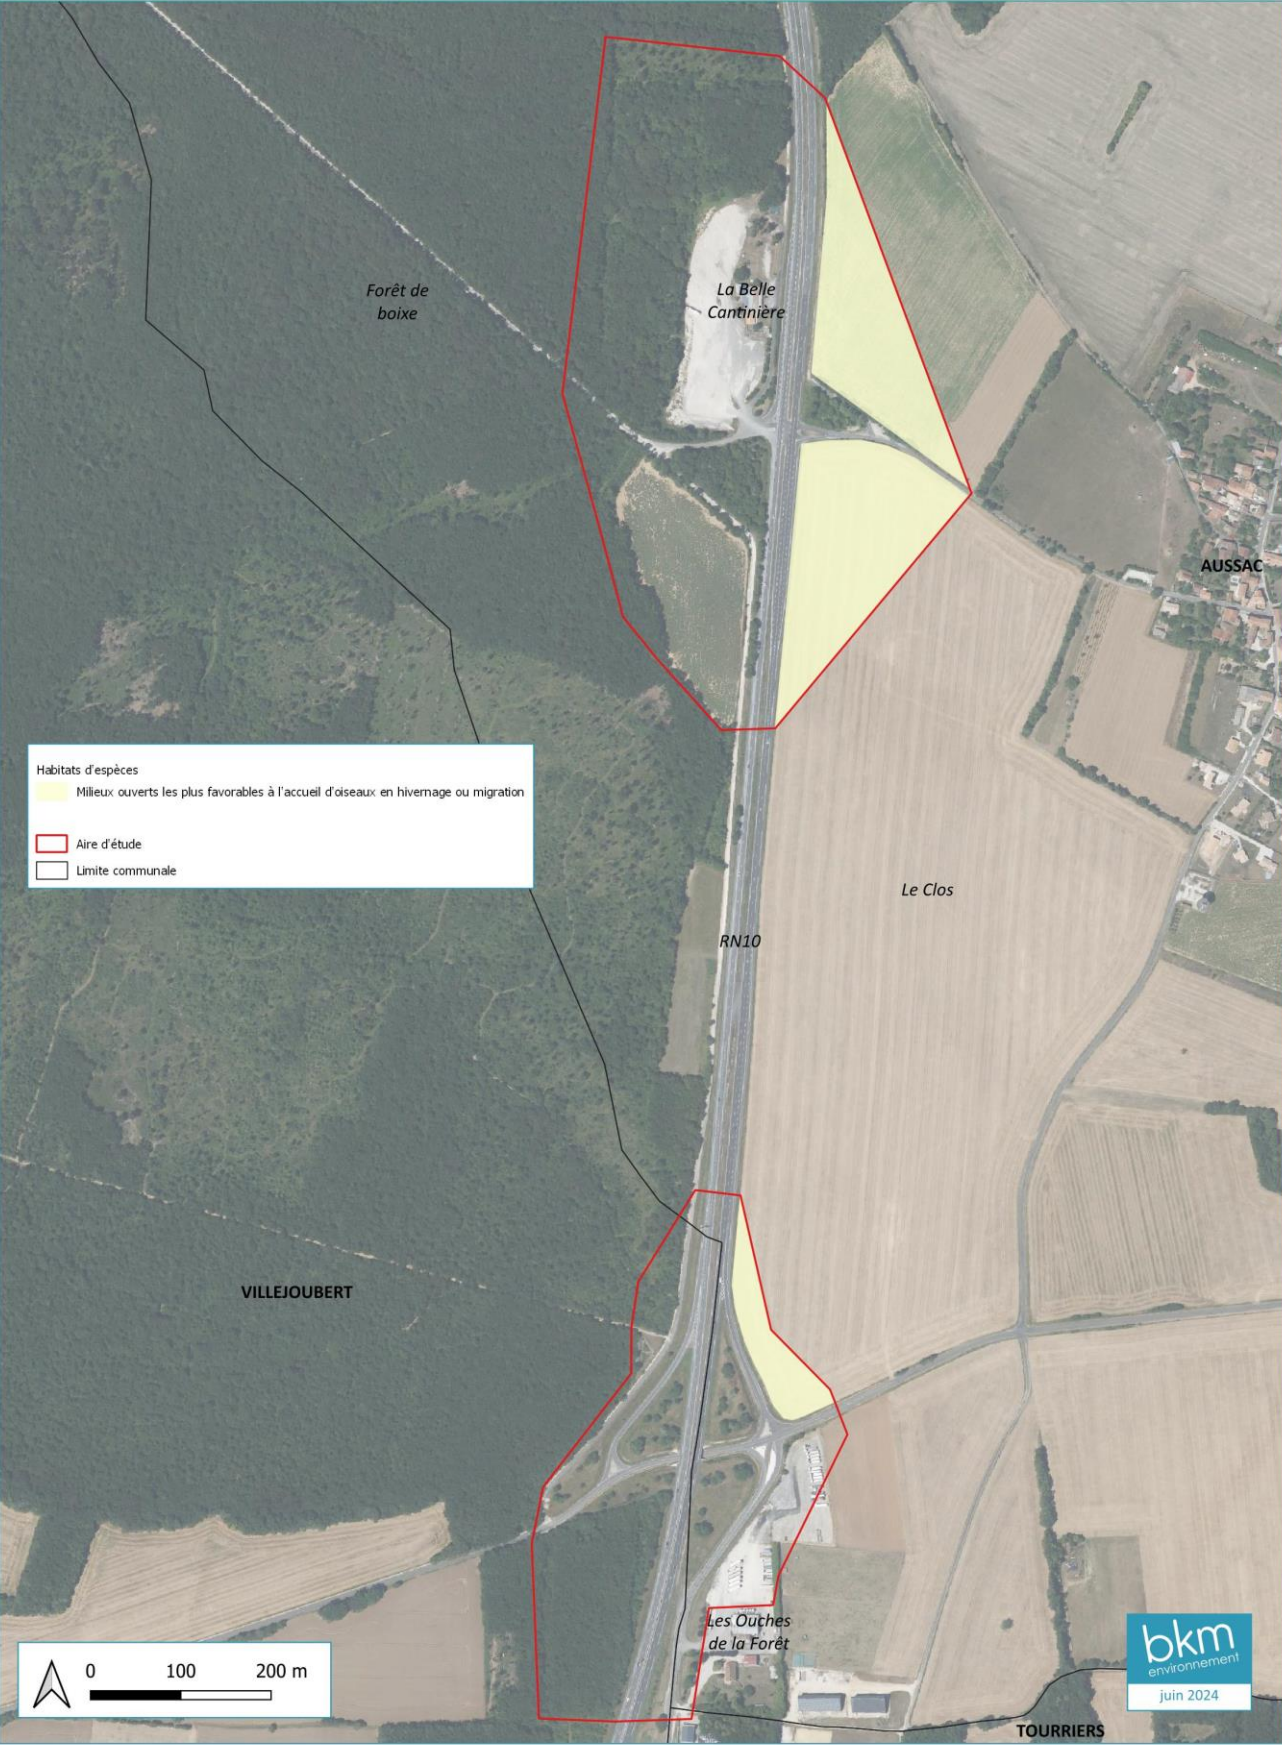 Forêt de
boixe
La Belle
Cantinière
AUSSAC
Habitats d'espèces
Milieux ouverts les plus favorables à l'accueil d'oiseaux en hivernage ou migration
Aire d'étude
Limite communale
Le Clos
RN10
VILLEJOUBERT
Les Ouches
de la Forêt
0 100 200 m
bkm
environnement
juin 2024
TOURRIERS